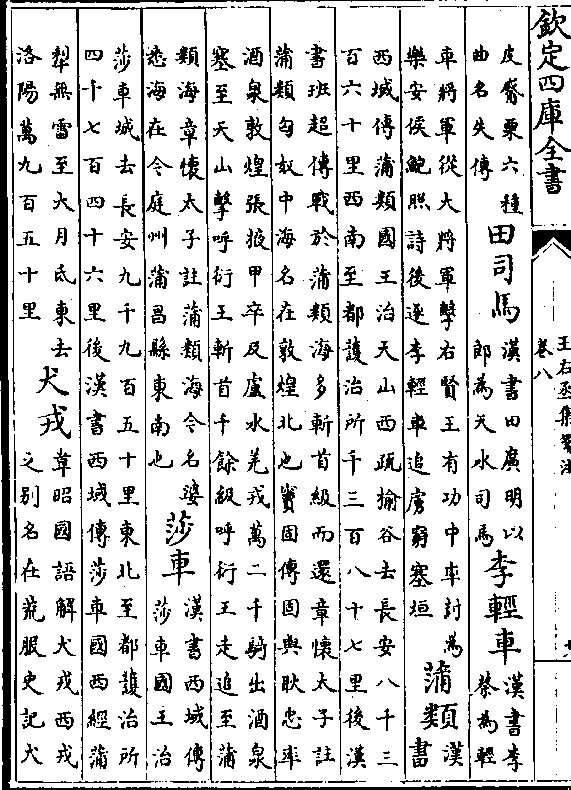 欽定四庫全書
王右丞集箋注
卷八
皮觱栗六種
曲名失傳
田司馬
漢書田廣明以
郎為天水司馬
李輕車
漢書李
蔡為輕
車將軍從大將軍擊右賢王有功中率封為
樂安侯鮑照詩後逐李輕車追虜窮塞垣
蒲類
漢
書
西域傳蒲類國王治天山西疏榆谷去長安八千三
百六十里西南至都護治所千三百八十七里後漢
書班超傳戰於蒲類海多斬首級而還章懷太子註
蒲類匈奴中海名在敦煌北也竇固傳固與耿忠率
酒泉敦煌張掖甲卒及盧水羌戎萬二千騎出酒泉
塞至天山擊呼衍王斬首千餘級呼衍王走追至蒲
類海章懷太子註蒲類海今名婆
悉海在今庭州蒲昌縣東南也
莎車
漢書西域傳
莎車國王治
莎車城去長安九千九百五十里東北至都護治所
四千七百四十六里後漢書西域傳莎車國西經蒲
犁無雷至大月氏東去
洛陽萬九百五十里
犬戎
韋昭國語解犬戎西戎
之别名在荒服史記犬